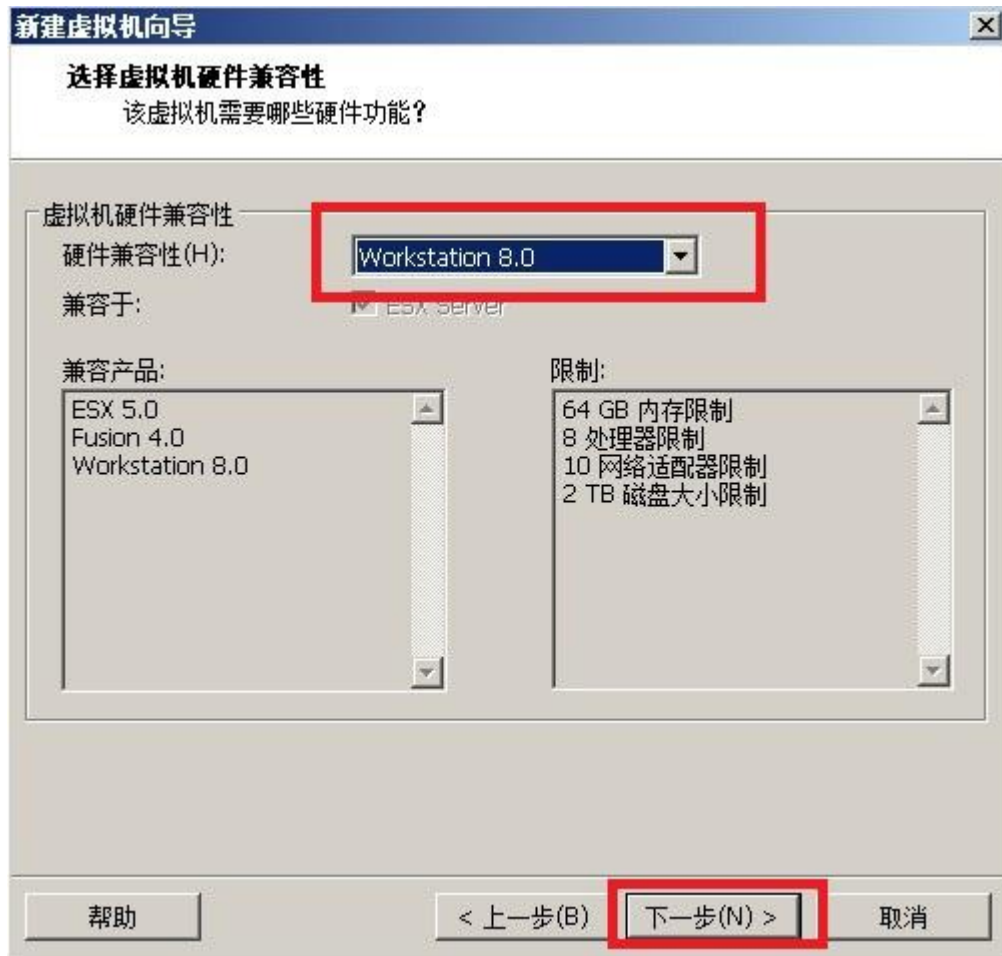 新建虚拟机向导
选择虚拟机硬件兼容性
该虚拟机需要哪些硬件功能?
虚拟机硬件兼容性
硬件兼容性(H):
Workstation 8.0
兼容于:
ESX Server
兼容产品:
ESX 5.0
Fusion 4.0
Workstation 8.0
限制:
64 GB 内存限制
8 处理器限制
10 网络适配器限制
2 TB 磁盘大小限制
帮助
< 上一步(B)
下一步(N) >
取消